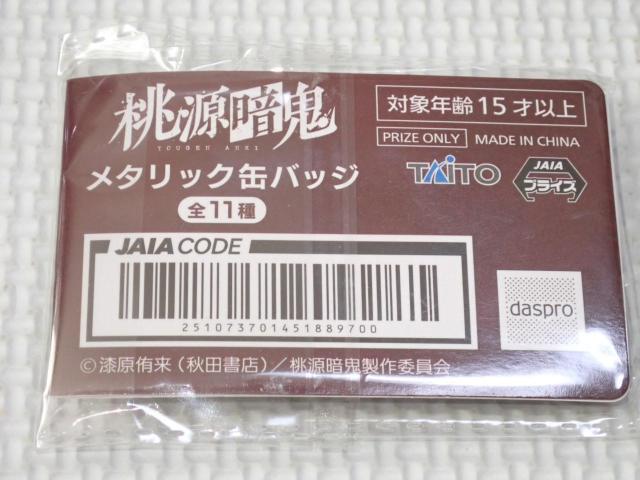 桃源暗鬼
TOUGEN ANKI
メタリック缶バッジ
全11種
対象年齢15才以上
PRIZE ONLY MADE IN CHINA
TAITO
JAIA
プライズ
JAIA CODE
2510737014518897​00
daspro
©漆原侑来(秋田書店)/桃源暗鬼製作委員会